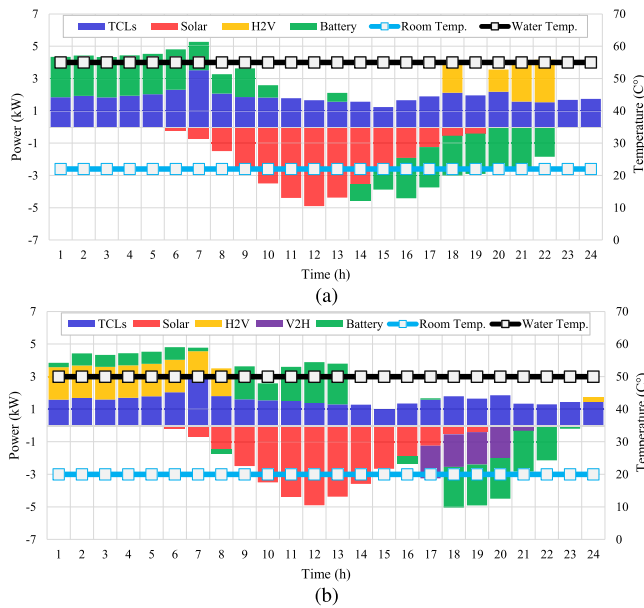 7 TCLs Solar H2V Battery Room Temp. Water Temp. 70
5 60
3 50
1 40
-1 30
-3 20
-5 10
-7 0
Power (kW)
Temperature (C°)
1 2 3 4 5 6 7 8 9 10 11 12 13 14 15 16 17 18 19 20 21 22 23 24
Time (h)
(a)
7 TCLs Solar H2V V2H Battery Room Temp. Water Temp. 70
5 60
3 50
1 40
-1 30
-3 20
-5 10
-7 0
Power (kW)
Temperature (C°)
1 2 3 4 5 6 7 8 9 10 11 12 13 14 15 16 17 18 19 20 21 22 23 24
Time (h)
(b)